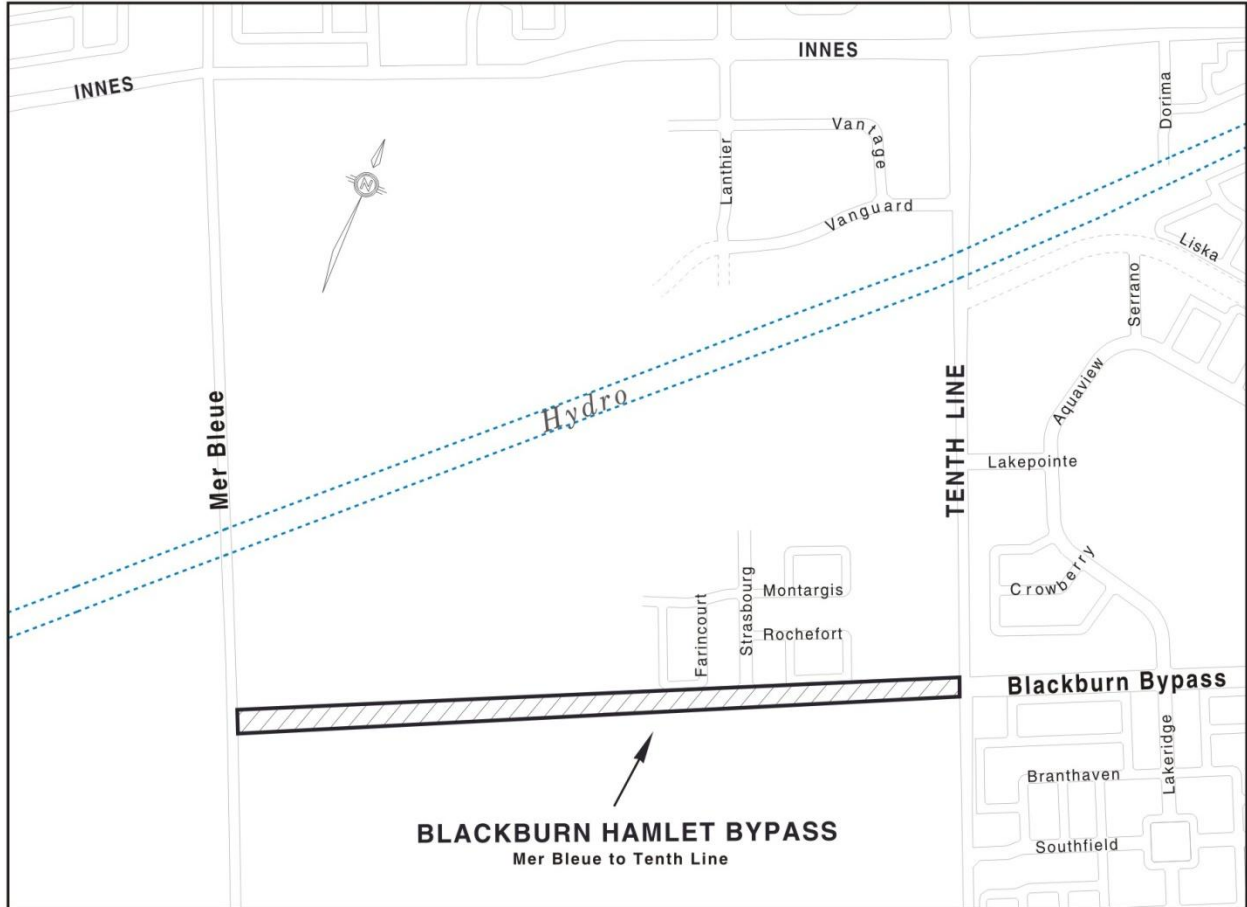 INNES
INNES
Dorima
Vantage
Lanthier
N
Vanguard
Liska
Serrano
Hydro
Mer Bleue
TENTH LINE
Aquaview
Lakepointe
Crowberry
Montargis
Farincourt
Strasbourg
Rochefort
Blackburn Bypass
Lakeridge
Branthaven
Southfield
BLACKBURN HAMLET BYPASS
Mer Bleue to Tenth Line